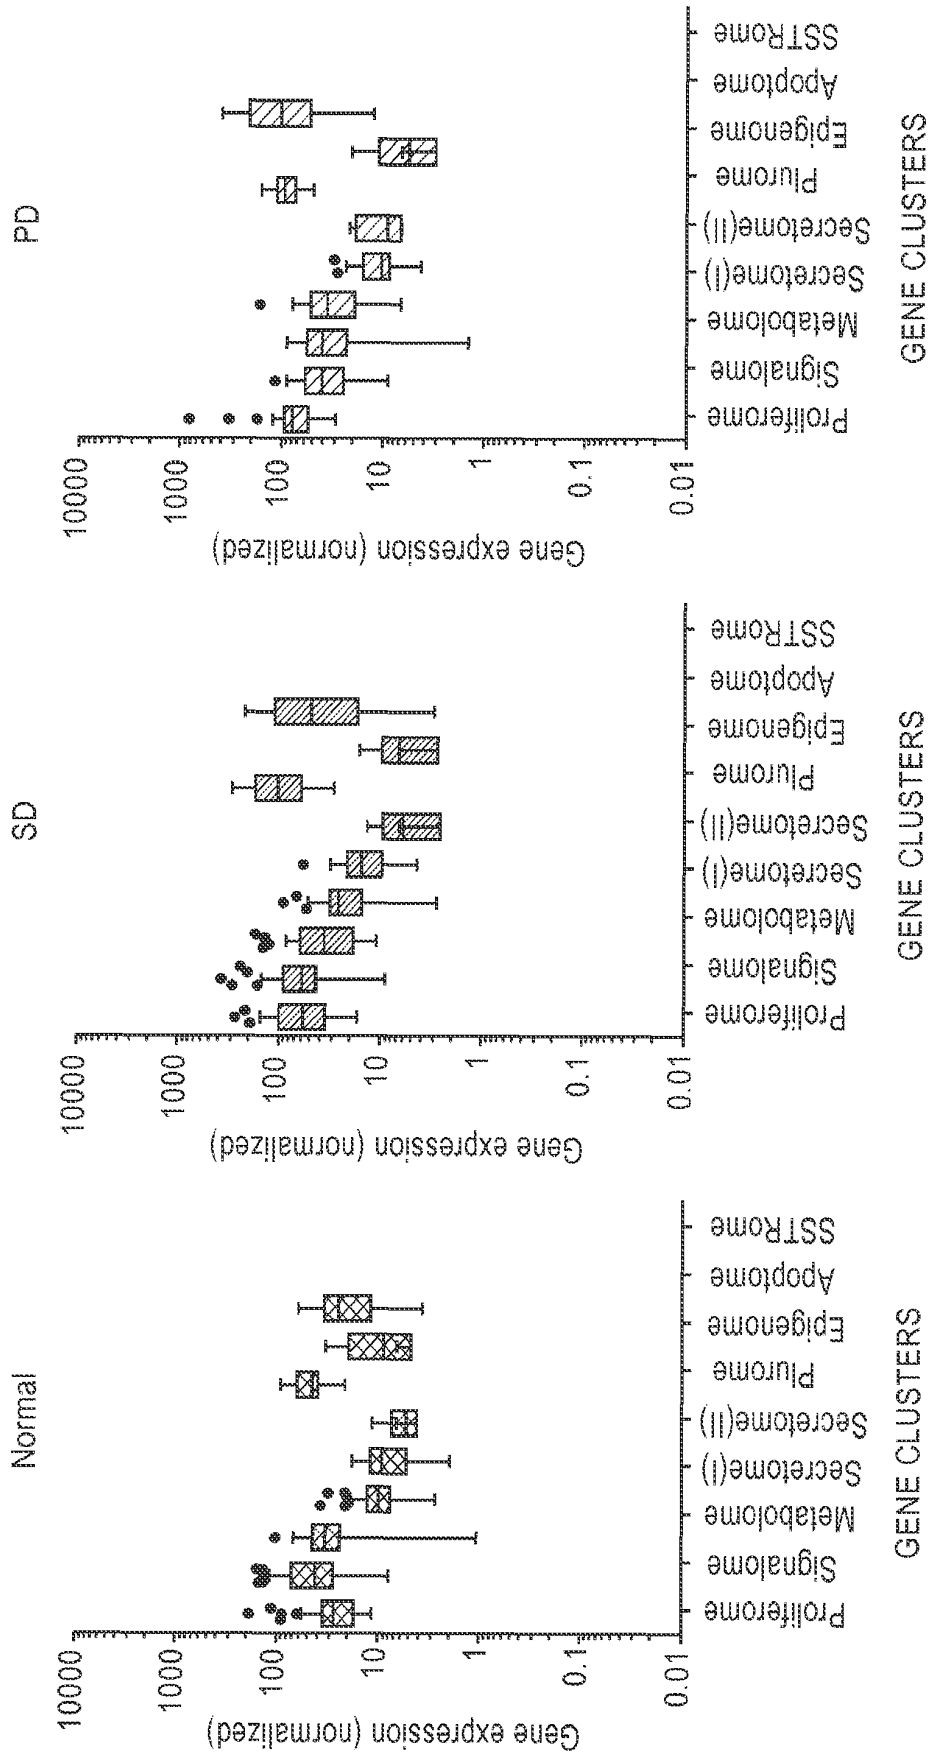 Normal
Gene expression (normalized)
10000
1000
100
10
1
0.1
0.01
Proliferome
Signalome
Metabolome
Secretome(I)
Secretome(II)
Plurome
Epigenome
Apoptome
SSTRome
GENE CLUSTERS
SD
Gene expression (normalized)
10000
1000
100
10
1
0.1
0.01
Proliferome
Signalome
Metabolome
Secretome(I)
Secretome(II)
Plurome
Epigenome
Apoptome
SSTRome
GENE CLUSTERS
PD
Gene expression (normalized)
10000
1000
100
10
1
0.1
0.01
Proliferome
Signalome
Metabolome
Secretome(I)
Secretome(II)
Plurome
Epigenome
Apoptome
SSTRome
GENE CLUSTERS